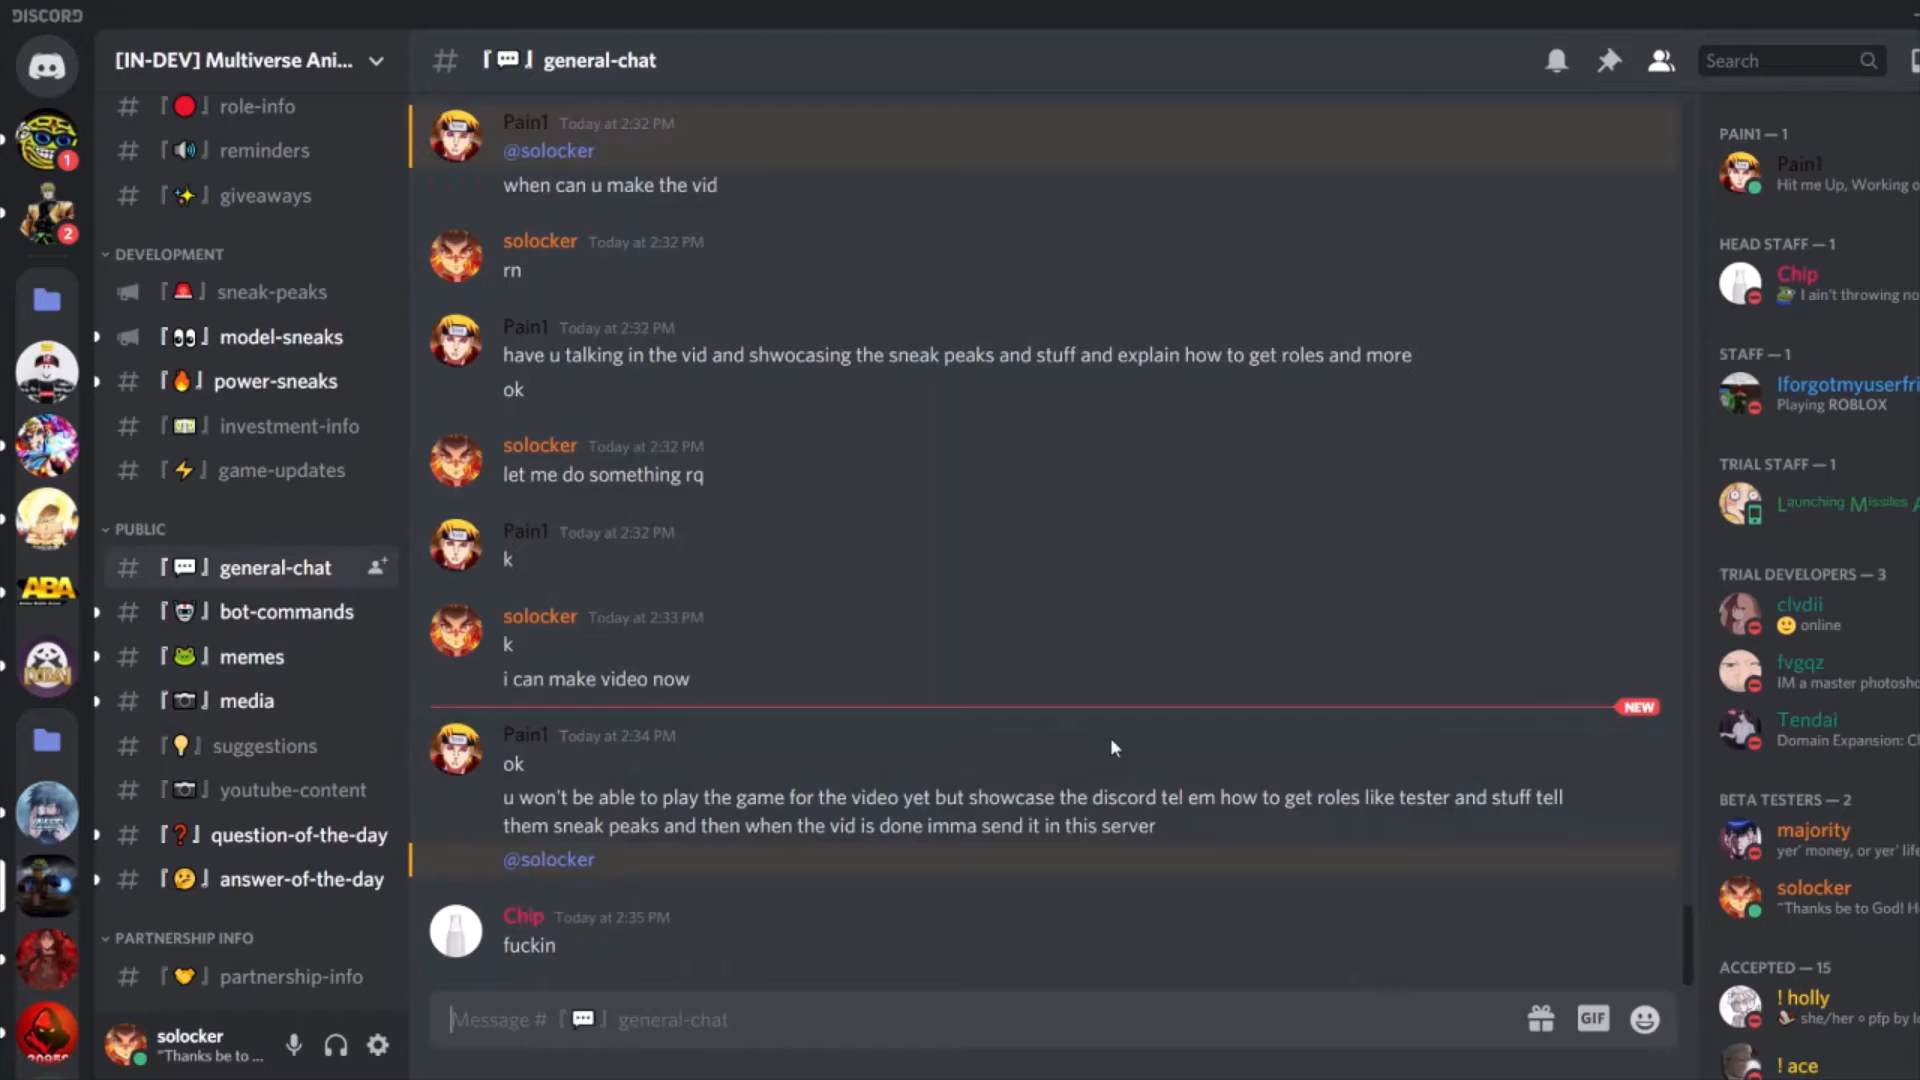 DISCORD
[IN-DEV] Multiverse Ani...
role-info
reminders
giveaways
DEVELOPMENT
sneak-peaks
model-sneaks
power-sneaks
investment-info
game-updates
PUBLIC
general-chat
bot-commands
memes
media
suggestions
youtube-content
question-of-the-day
answer-of-the-day
PARTNERSHIP INFO
partnership-info
solocker
"Thanks be to ...
1
2
ABA
general-chat
Search
Pain1 Today at 2:32 PM
@solocker
when can u make the vid
solocker Today at 2:32 PM
rn
Pain1 Today at 2:32 PM
have u talking in the vid and shwocasing the sneak peaks and stuff and explain how to get roles and more
ok
solocker Today at 2:32 PM
let me do something rq
Pain1 Today at 2:32 PM
k
solocker Today at 2:33 PM
k
i can make video now
NEW
Pain1 Today at 2:34 PM
ok
u won't be able to play the game for the video yet but showcase the discord tel em how to get roles like tester and stuff tell
them sneak peaks and then when the vid is done imma send it in this server
@solocker
Chip Today at 2:35 PM
fuckin
Message # general-chat
GIF
PAIN1 — 1
Pain1
Hit me Up, Working o
HEAD STAFF — 1
Chip
I ain't throwing no
STAFF — 1
Iforgotmyuserfri
Playing ROBLOX
TRIAL STAFF — 1
Launching Missiles A
TRIAL DEVELOPERS — 3
clvdii
online
fvgqz
IM a master photosho
Tendai
Domain Expansion: Cl
BETA TESTERS — 2
majority
yer' money, or yer' life
solocker
"Thanks be to God! H
ACCEPTED — 15
! holly
she/her ⋄ pfp by l
! ace